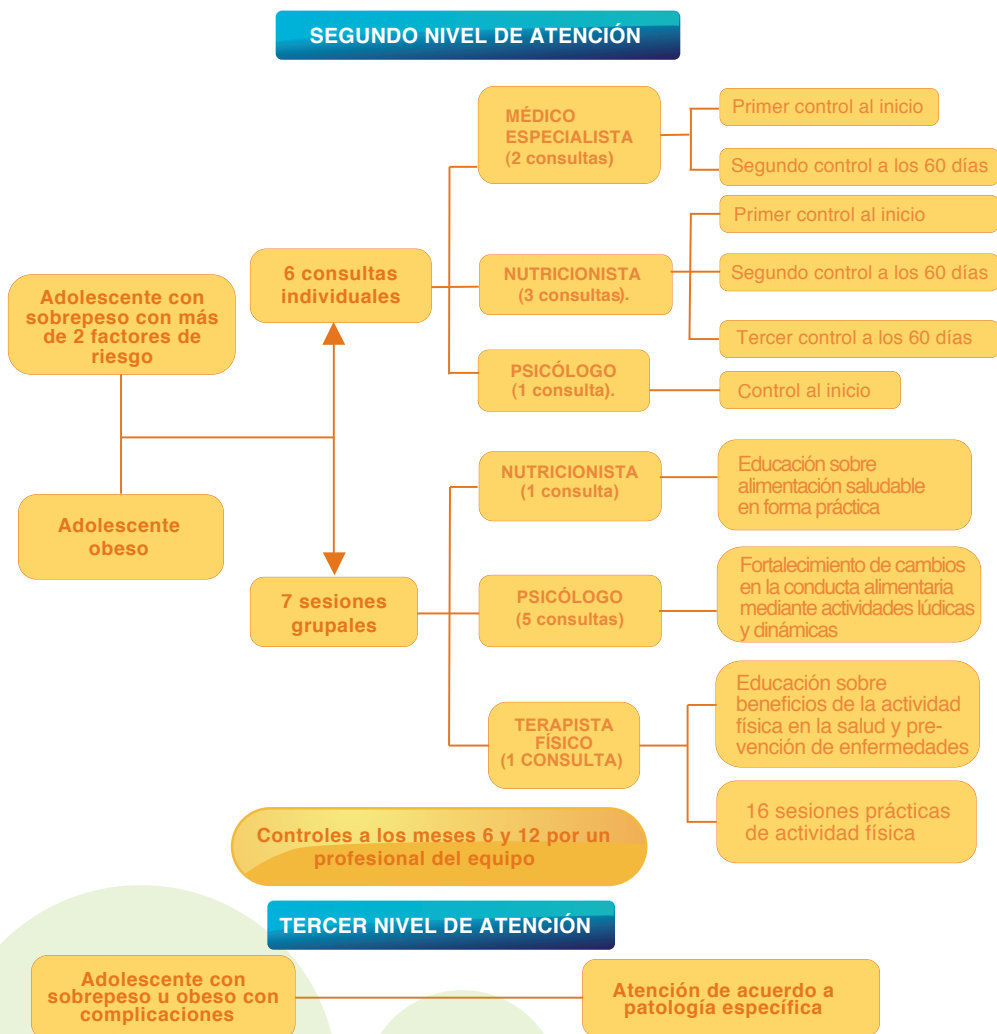 SEGUNDO NIVEL DE ATENCIÓN
Adolescente con
sobrepeso con más
de 2 factores de
riesgo
Adolescente
obeso
6 consultas
individuales
MÉDICO
ESPECIALISTA
(2 consultas)
Primer control al inicio
Segundo control a los 60 días
NUTRICIONISTA
(3 consultas).
Primer control al inicio
Segundo control a los 60 días
Tercer control a los 60 días
PSICÓLOGO
(1 consulta).
Control al inicio
7 sesiones
grupales
NUTRICIONISTA
(1 consulta)
Educación sobre
alimentación saludable
en forma práctica
PSICÓLOGO
(5 consultas)
Fortalecimiento de cambios
en la conducta alimentaria
mediante actividades lúdicas
y dinámicas
TERAPISTA
FÍSICO
(1 CONSULTA)
Educación sobre
beneficios de la actividad
física en la salud y pre-
vención de enfermedades
16 sesiones prácticas
de actividad física
Controles a los meses 6 y 12 por un
profesional del equipo
TERCER NIVEL DE ATENCIÓN
Adolescente con
sobrepeso u obeso con
complicaciones
Atención de acuerdo a
patología específica